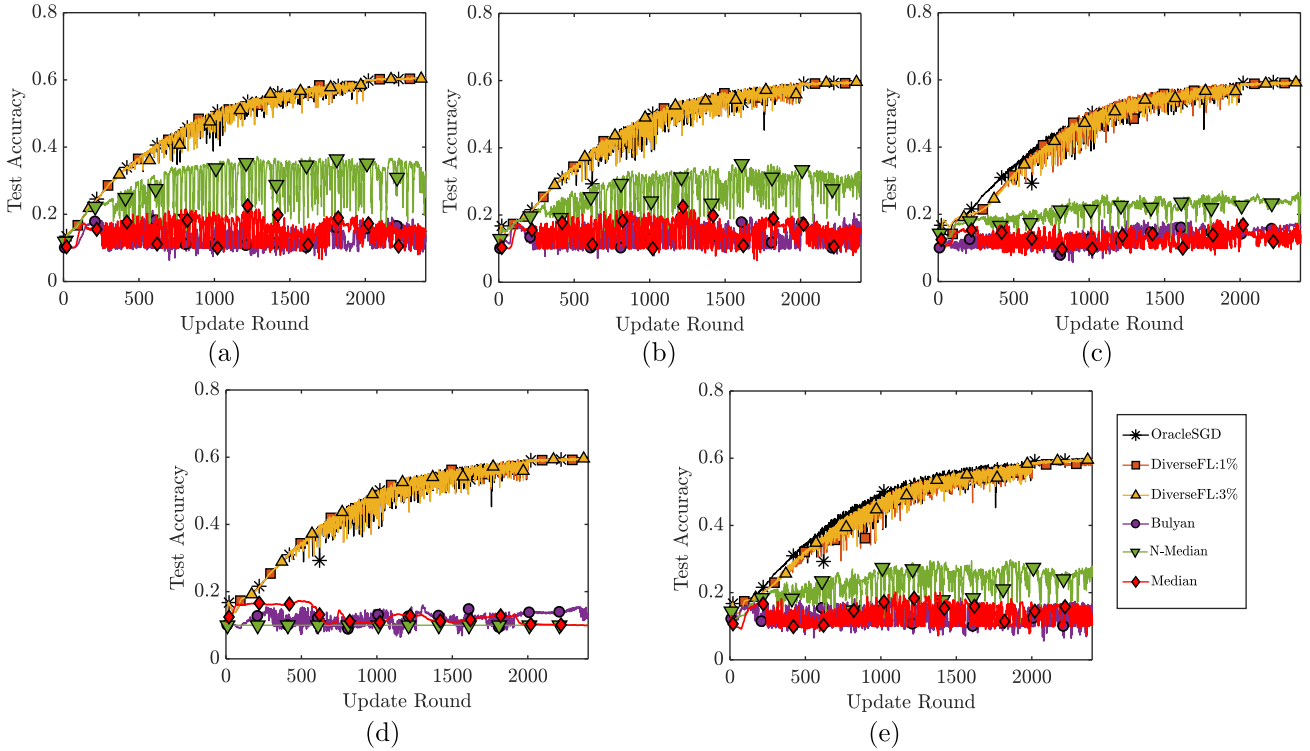 0.8
0.6
0.4
0.2
0
Test Accuracy
0 500 1000 1500 2000
Update Round
(a)
0.8
0.6
0.4
0.2
0
Test Accuracy
0 500 1000 1500 2000
Update Round
(b)
0.8
0.6
0.4
0.2
0
Test Accuracy
0 500 1000 1500 2000
Update Round
(c)
0.8
0.6
0.4
0.2
0
Test Accuracy
0 500 1000 1500 2000
Update Round
(d)
0.8
0.6
0.4
0.2
0
Test Accuracy
0 500 1000 1500 2000
Update Round
(e)
OracleSGD
DiverseFL:1%
DiverseFL:3%
Bulyan
N-Median
Median